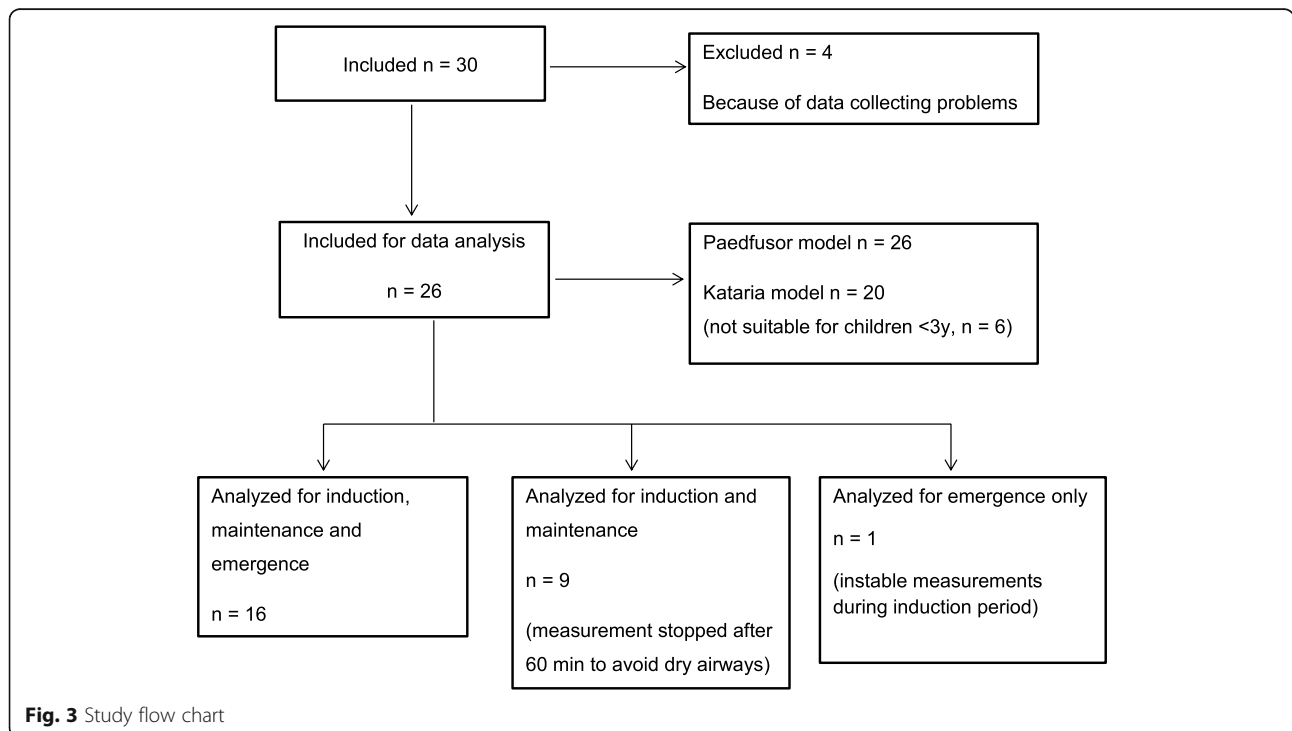 Included n = 30
Excluded n = 4
Because of data collecting problems
Included for data analysis
n = 26
Paedfusor model n = 26
Kataria model n = 20
(not suitable for children <3y, n = 6)
Analyzed for induction,
maintenance and
emergence
n = 16
Analyzed for induction and
maintenance
n = 9
(measurement stopped after
60 min to avoid dry airways)
Analyzed for emergence only
n = 1
(instable measurements
during induction period)
Fig. 3 Study flow chart